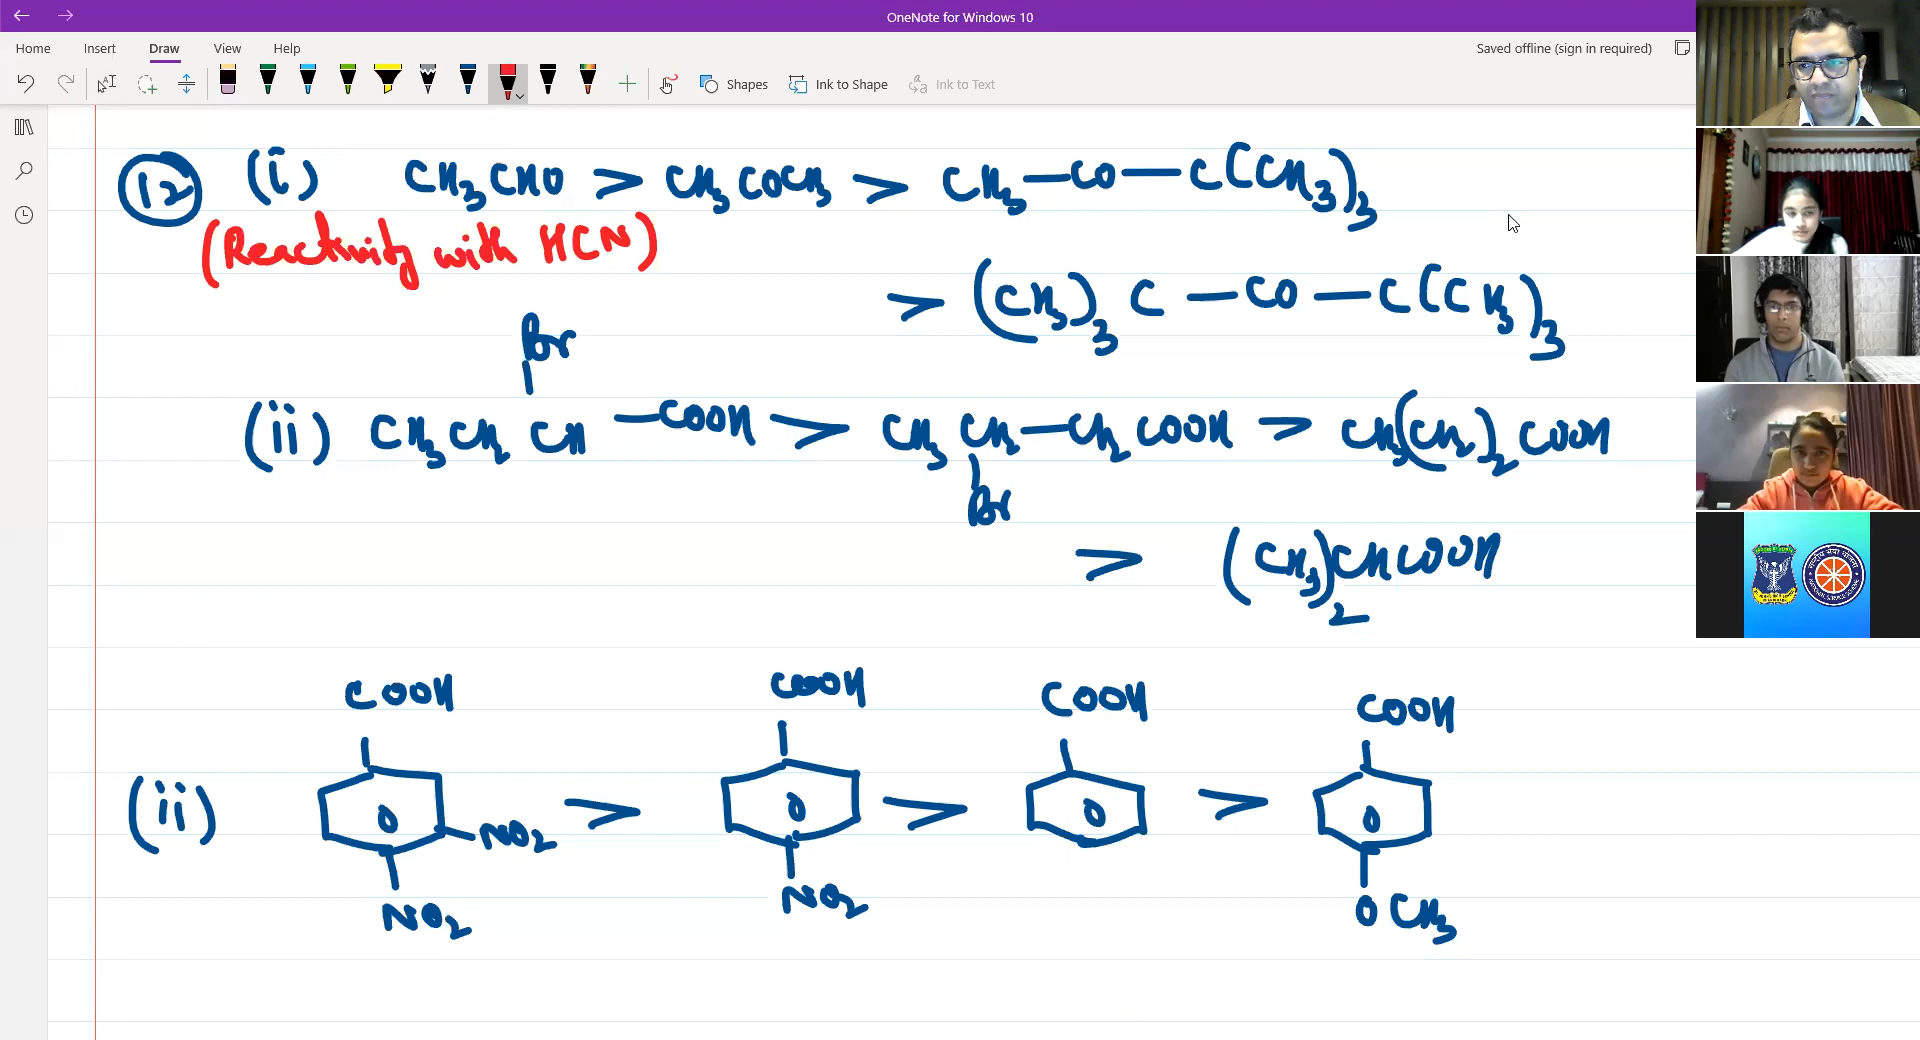 OneNote for Windows 10
Home Insert Draw View Help
Saved offline (sign in required)
Shapes Ink to Shape Ink to Text
12 (i) CH3CHO > CH3COCH3 > CH3—CO—C(CH3)3
(Reactivity with HCN)
> (CH3)3 C—CO—C(CH3)3
Br
(ii) CH3CH2CH—COOH > CH3CH—CH2COOH > CH3(CH2)2COOH
Br
> (CH3)2CHCOOH
COOH COOH COOH COOH
(ii) NO2 > > >
NO2 NO2 OCH3